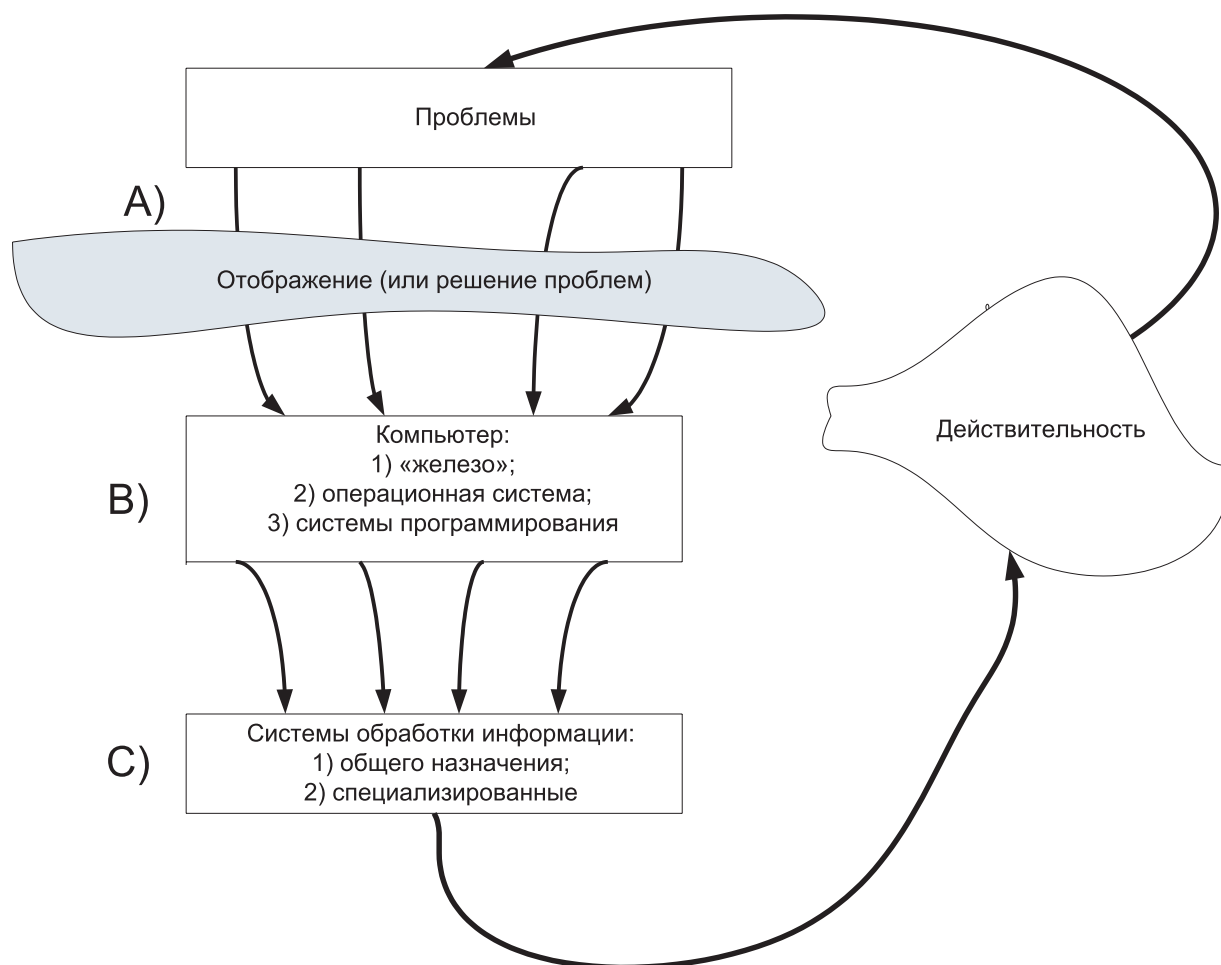 Проблемы
A)
Отображение (или решение проблем)
B)
Компьютер:
1) «железо»;
2) операционная система;
3) системы программирования
Действительность
C)
Системы обработки информации:
1) общего назначения;
2) специализированные